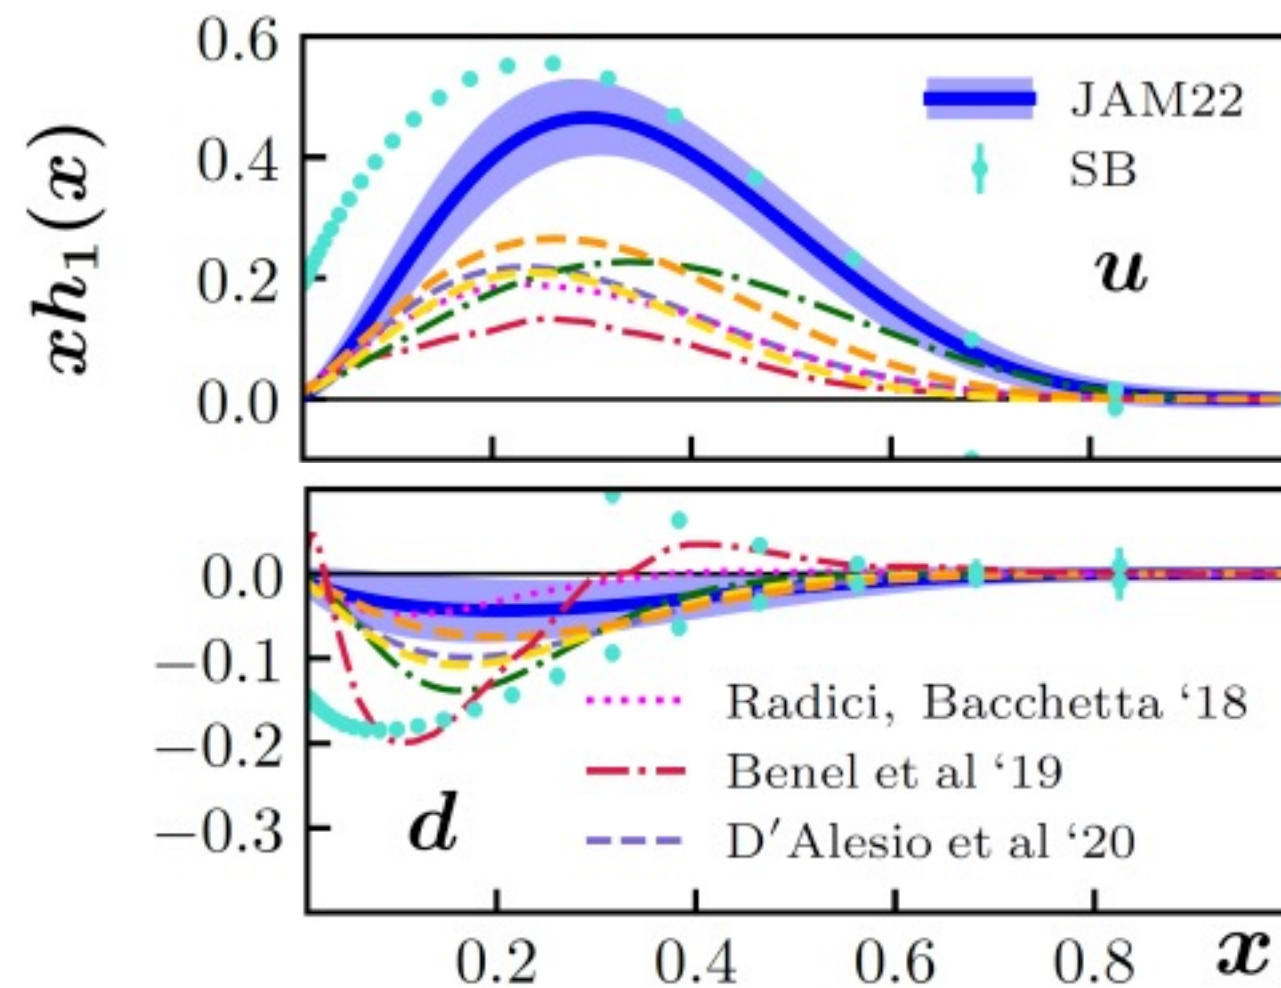 0.6
0.4
0.2
0.0
xh₁(x)
JAM22
SB
u
0.0
−0.1
−0.2
−0.3
Radici, Bacchetta ‘18
Benel et al ‘19
D′Alesio et al ‘20
d
0.2 0.4 0.6 0.8 x